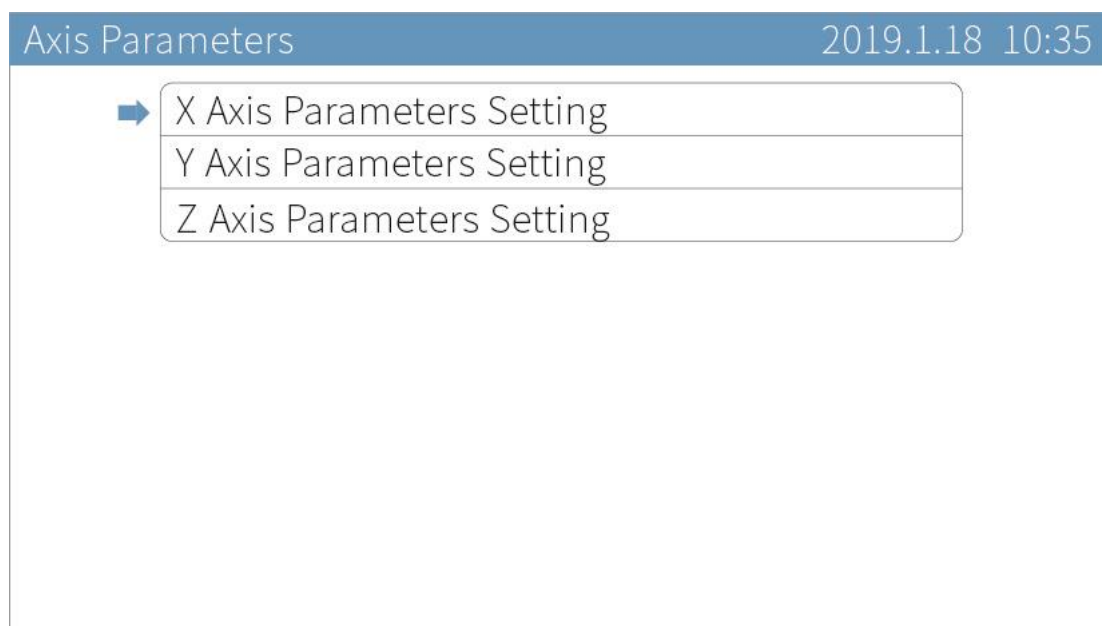 Axis Parameters 2019.1.18 10:35
X Axis Parameters Setting
Y Axis Parameters Setting
Z Axis Parameters Setting